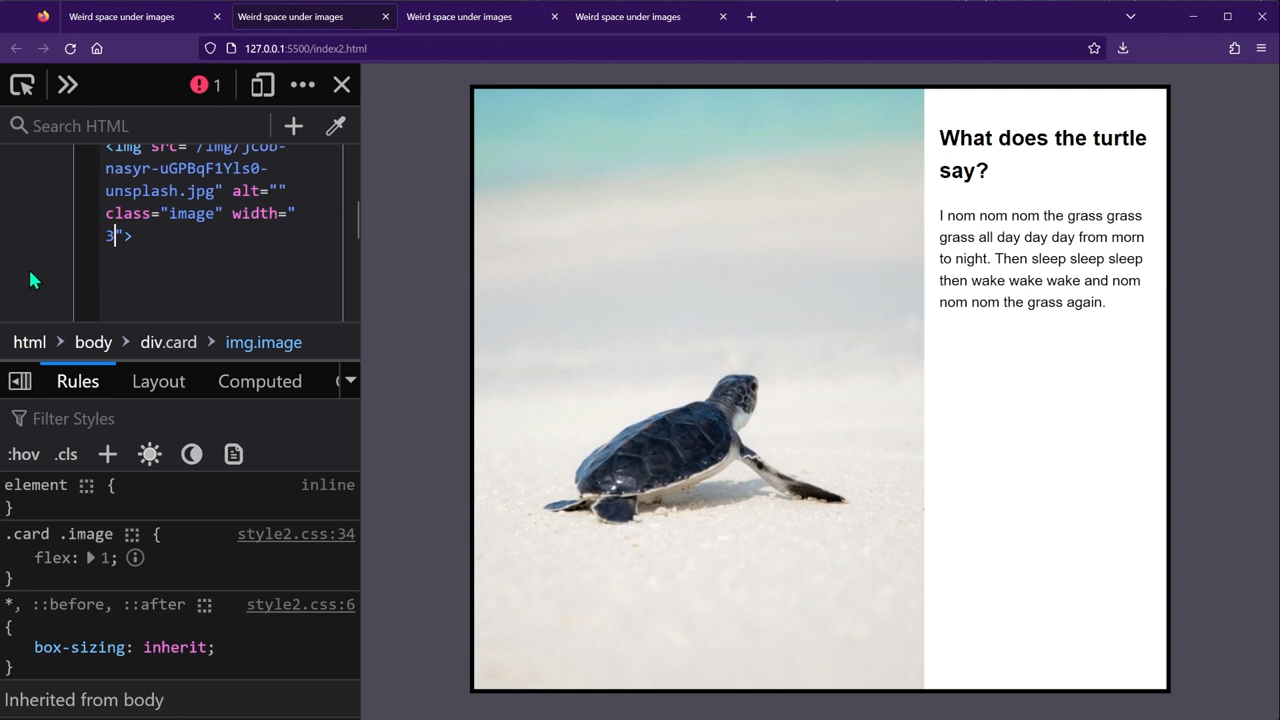 Weird space under images
Weird space under images
Weird space under images
Weird space under images
127.0.0.1:5500/index2.html
1
Search HTML
<img src="/img/jcob-
nasyr-uGPBqF1Yls0-
unsplash.jpg" alt=""
class="image" width="
3">
html > body > div.card > img.image
Rules Layout Computed
Filter Styles
:hov .cls
element { inline
}
.card .image { style2.css:34
flex: 1;
}
*, ::before, ::after style2.css:6
{
box-sizing: inherit;
}
Inherited from body
What does the turtle
say?
I nom nom nom the grass grass
grass all day day day from morn
to night. Then sleep sleep sleep
then wake wake wake and nom
nom nom the grass again.